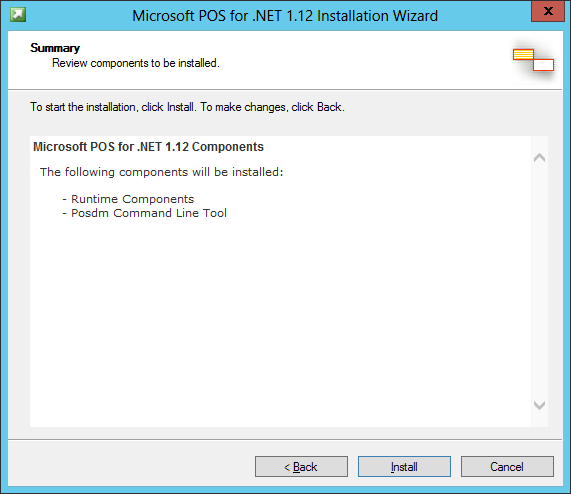 Microsoft POS for .NET 1.12 Installation Wizard
x
Summary
Review components to be installed.
To start the installation, click Install. To make changes, click Back.
Microsoft POS for .NET 1.12 Components
The following components will be installed:
- Runtime Components
- Posdm Command Line Tool
< Back
Install
Cancel